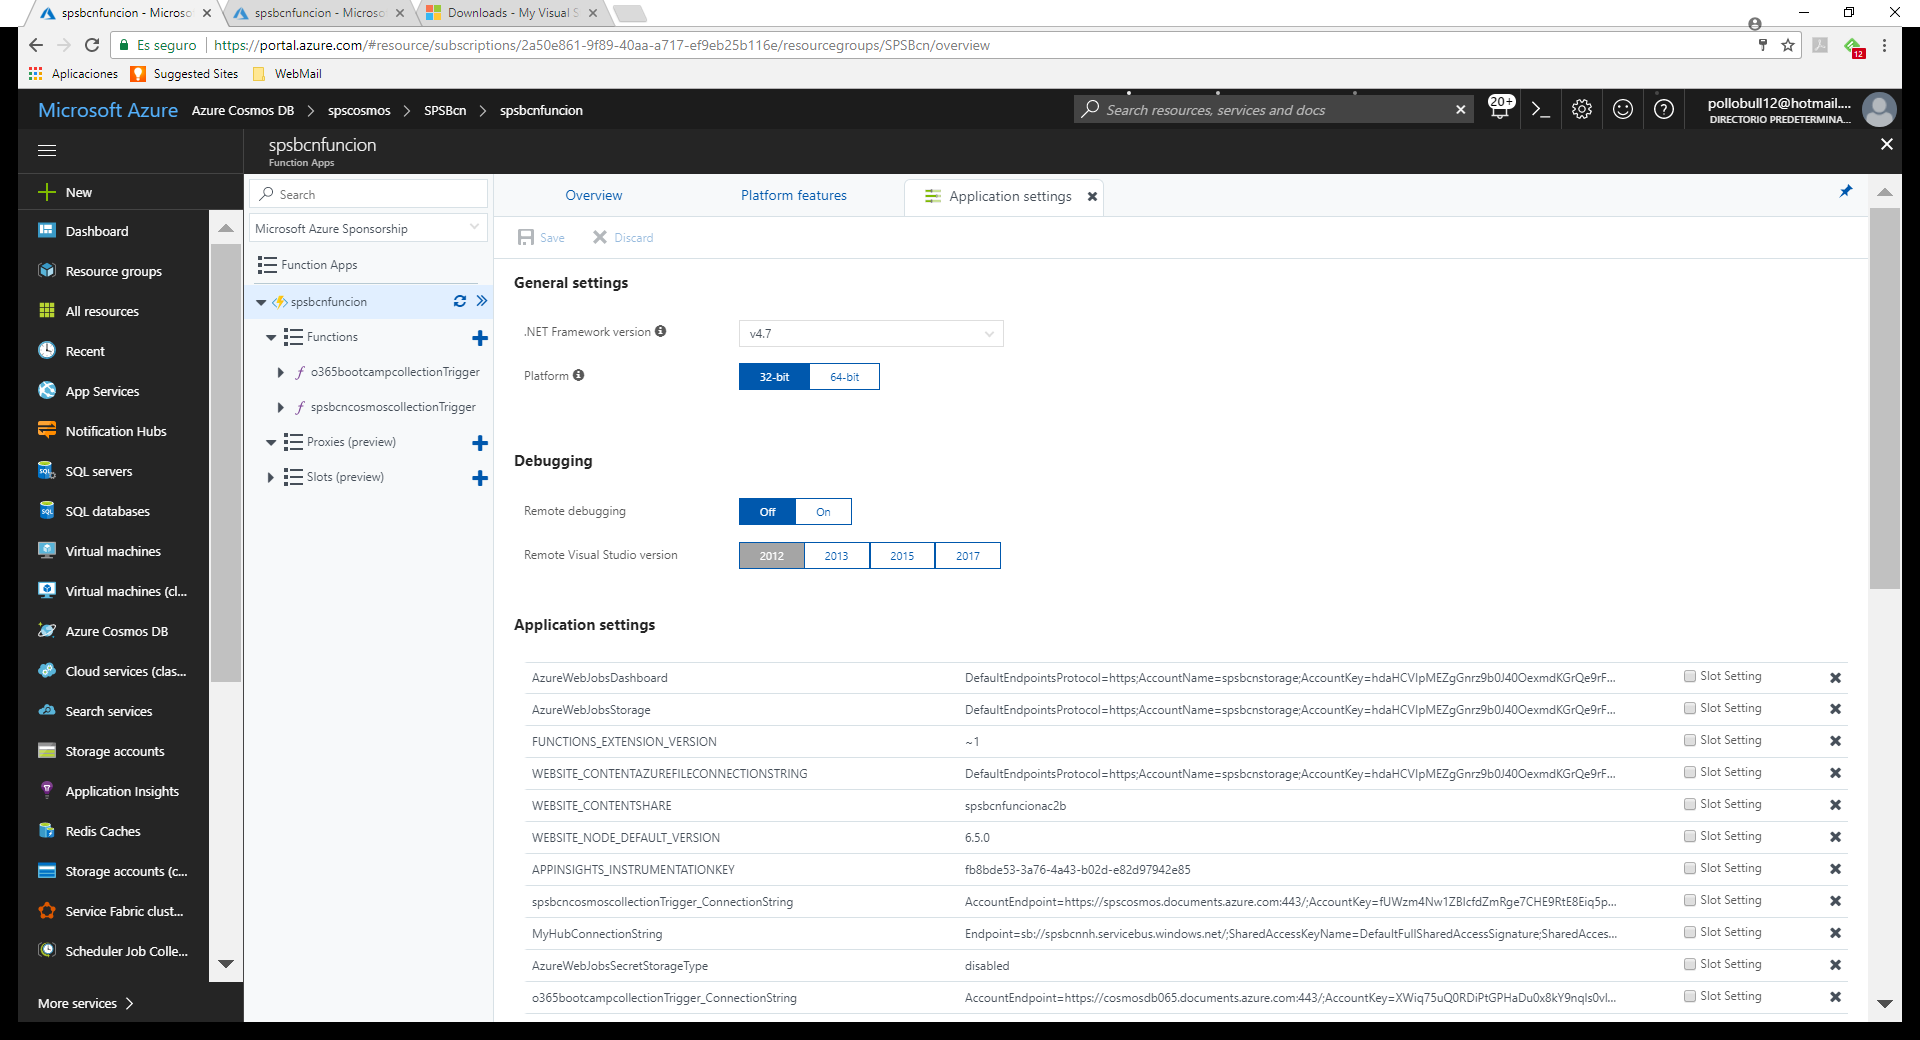 spsbcnfuncion - Microso
spsbcnfuncion - Microso
Downloads - My Visual S
Es seguro
https://portal.azure.com/#resource/subscriptions/2a50e861-9f89-40aa-a717-ef9eb25b116e/resourcegroups/SPSBcn/overview
12
Aplicaciones
Suggested Sites
WebMail
Microsoft Azure
Azure Cosmos DB > spscosmos > SPSBcn > spsbcnfuncion
Search resources, services and docs
20+
pollobull12@hotmail....
DIRECTORIO PREDETERMINA...
spsbcnfuncion
Function Apps
New
Dashboard
Resource groups
All resources
Recent
App Services
Notification Hubs
SQL servers
SQL databases
Virtual machines
Virtual machines (cl...
Azure Cosmos DB
Cloud services (clas...
Search services
Storage accounts
Application Insights
Redis Caches
Storage accounts (c...
Service Fabric clust...
Scheduler Job Colle...
More services >
Search
Microsoft Azure Sponsorship
Function Apps
spsbcnfuncion
Functions
o365bootcampcollectionTrigger
spsbcncosmoscollectionTrigger
Proxies (preview)
Slots (preview)
Overview
Platform features
Application settings
Save
Discard
General settings
.NET Framework version
v4.7
Platform
32-bit
64-bit
Debugging
Remote debugging
Off
On
Remote Visual Studio version
2012
2013
2015
2017
Application settings
AzureWebJobsDashboard DefaultEndpointsProtocol=https;AccountName=spsbcnstorage;AccountKey=hdaHCVIpMEZgGnrz9b0J40OexmdKGrQe9rF... Slot Setting
AzureWebJobsStorage DefaultEndpointsProtocol=https;AccountName=spsbcnstorage;AccountKey=hdaHCVIpMEZgGnrz9b0J40OexmdKGrQe9rF... Slot Setting
FUNCTIONS_EXTENSION_VERSION ~1 Slot Setting
WEBSITE_CONTENTAZUREFILECONNECTIONSTRING DefaultEndpointsProtocol=https;AccountName=spsbcnstorage;AccountKey=hdaHCVIpMEZgGnrz9b0J40OexmdKGrQe9rF... Slot Setting
WEBSITE_CONTENTSHARE spsbcnfuncionac2b Slot Setting
WEBSITE_NODE_DEFAULT_VERSION 6.5.0 Slot Setting
APPINSIGHTS_INSTRUMENTATIONKEY fb8bde53-3a76-4a43-b02d-e82d97942e85 Slot Setting
spsbcncosmoscollectionTrigger_ConnectionString AccountEndpoint=https://spscosmos.documents.azure.com:443/;AccountKey=fUWzm4Nw1ZBIcfdZmRge7CHE9RtE8Eiq5p... Slot Setting
MyHubConnectionString Endpoint=sb://spsbcnnh.servicebus.windows.net/;SharedAccessKeyName=DefaultFullSharedAccessSignature;SharedAcces... Slot Setting
AzureWebJobsSecretStorageType disabled Slot Setting
o365bootcampcollectionTrigger_ConnectionString AccountEndpoint=https://cosmosdb065.documents.azure.com:443/;AccountKey=XWiq75uQ0RDiPtGPHaDu0x8kY9nqls0vl... Slot Setting